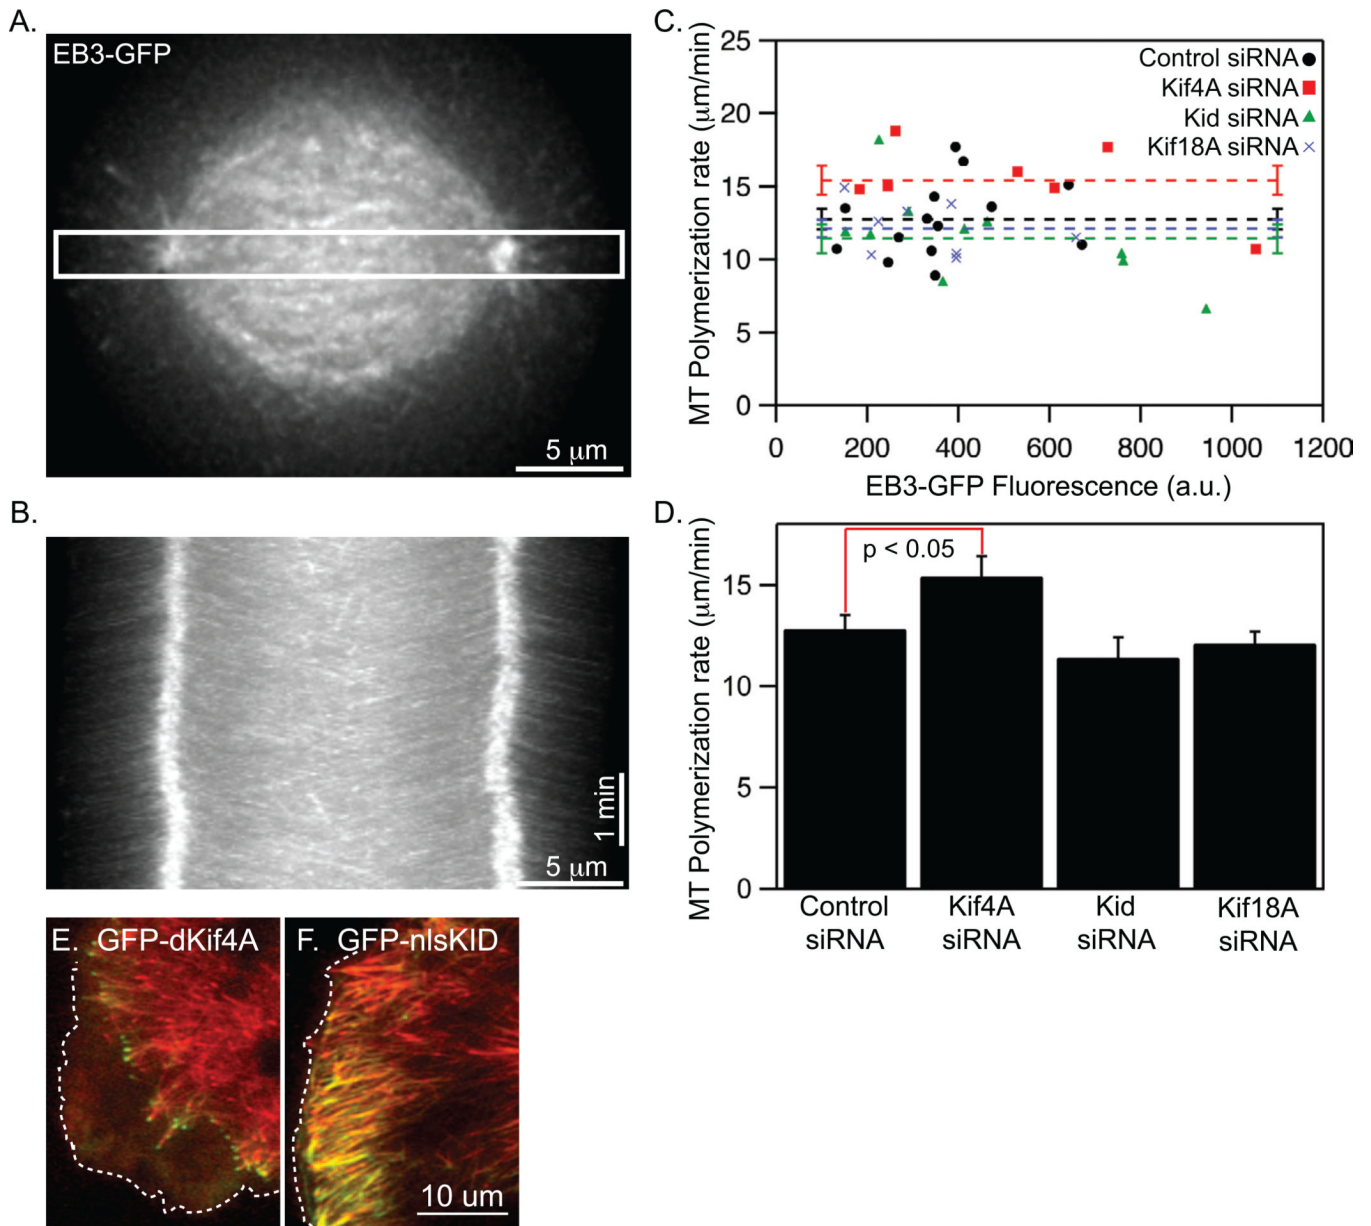 A.
EB3-GFP
5 μm
B.
1 min
5 μm
C.
MT Polymerization rate (μm/min)
25
20
15
10
5
0
0 200 400 600 800 1000 1200
EB3-GFP Fluorescence (a.u.)
Control siRNA
Kif4A siRNA
Kid siRNA
Kif18A siRNA
D.
MT Polymerization rate (μm/min)
15
10
5
0
p < 0.05
Control siRNA
Kif4A siRNA
Kid siRNA
Kif18A siRNA
E. GFP-dKif4A
F. GFP-nlsKID
10 um